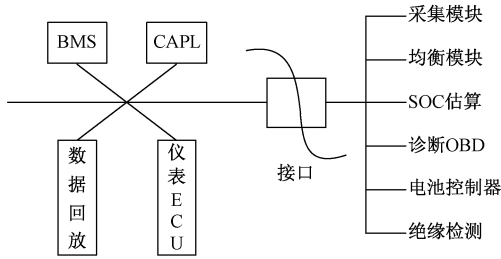 BMS
CAPL
数据回放
仪表ECU
接口
采集模块
均衡模块
SOC估算
诊断OBD
电池控制器
绝缘检测